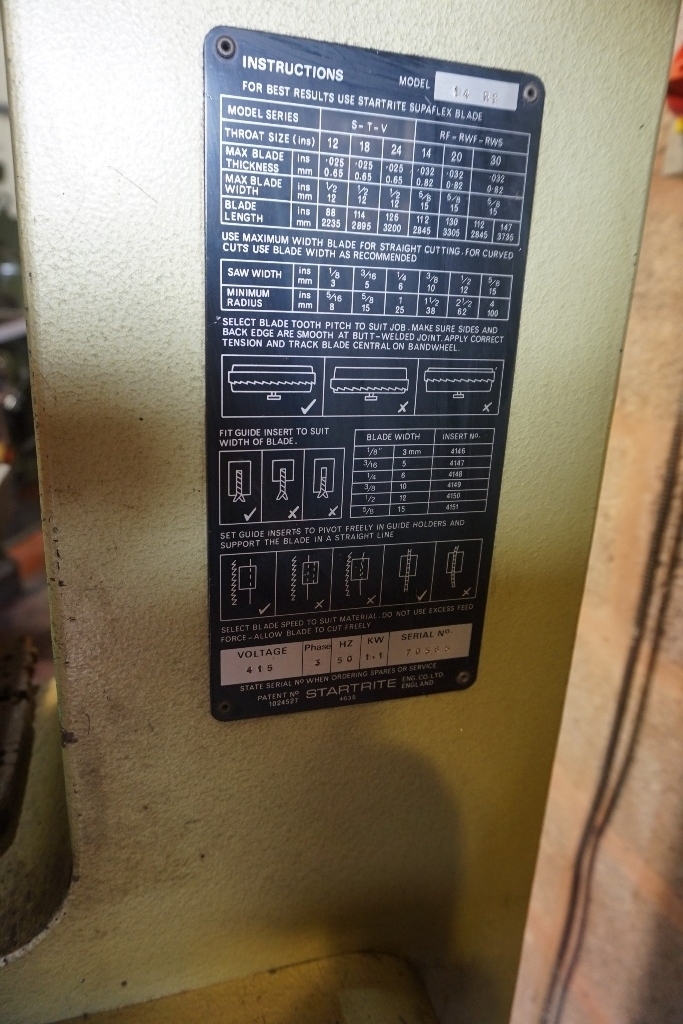 INSTRUCTIONS MODEL 14
FOR BEST RESULTS USE STARTRITE SUPAFLEX BLADE
MODEL SERIES S-T-V RF-RWF-RWS
THROAT SIZE (ins) 12 18 24 14 20 30
MAX BLADE THICKNESS ins ·025 ·025 ·025 ·032 ·032 ·032
mm 0.65 0.65 0.65 0.82 0.82 0.82
MAX BLADE WIDTH ins 1/2 1/2 1/2 5/8 5/8 5/8
mm 12 12 12 15 15 15
BLADE LENGTH ins 88 114 126 112 130 112 147
mm 2235 2895 3200 2845 3305 2845 3735
USE MAXIMUM WIDTH BLADE FOR STRAIGHT CUTTING. FOR CURVED
CUTS USE BLADE WIDTH AS RECOMMENDED
SAW WIDTH ins 1/8 3/16 1/4 3/8 1/2 5/8
mm 3 5 6 10 12 15
MINIMUM RADIUS ins 5/16 5/8 1 1 1/2 2 1/2 4
mm 8 15 25 38 62 100
SELECT BLADE TOOTH PITCH TO SUIT JOB. MAKE SURE SIDES AND
BACK EDGE ARE SMOOTH AT BUTT-WELDED JOINT. APPLY CORRECT
TENSION AND TRACK BLADE CENTRAL ON BANDWHEEL.
FIT GUIDE INSERT TO SUIT
WIDTH OF BLADE.
BLADE WIDTH INSERT No.
1/8" 3 mm 4146
3/16 5 4147
1/4 6 4148
3/8 10 4149
1/2 12 4150
5/8 15 4151
SET GUIDE INSERTS TO PIVOT FREELY IN GUIDE HOLDERS AND
SUPPORT THE BLADE IN A STRAIGHT LINE
SELECT BLADE SPEED TO SUIT MATERIAL. DO NOT USE EXCESS FEED
FORCE-ALLOW BLADE TO CUT FREELY
VOLTAGE Phase HZ KW SERIAL No.
415 3 50 1·1
STATE SERIAL No WHEN ORDERING SPARES OR SERVICE
PATENT No
1024527
STARTRITE ENG. CO. LTD.
ENGLAND
4635